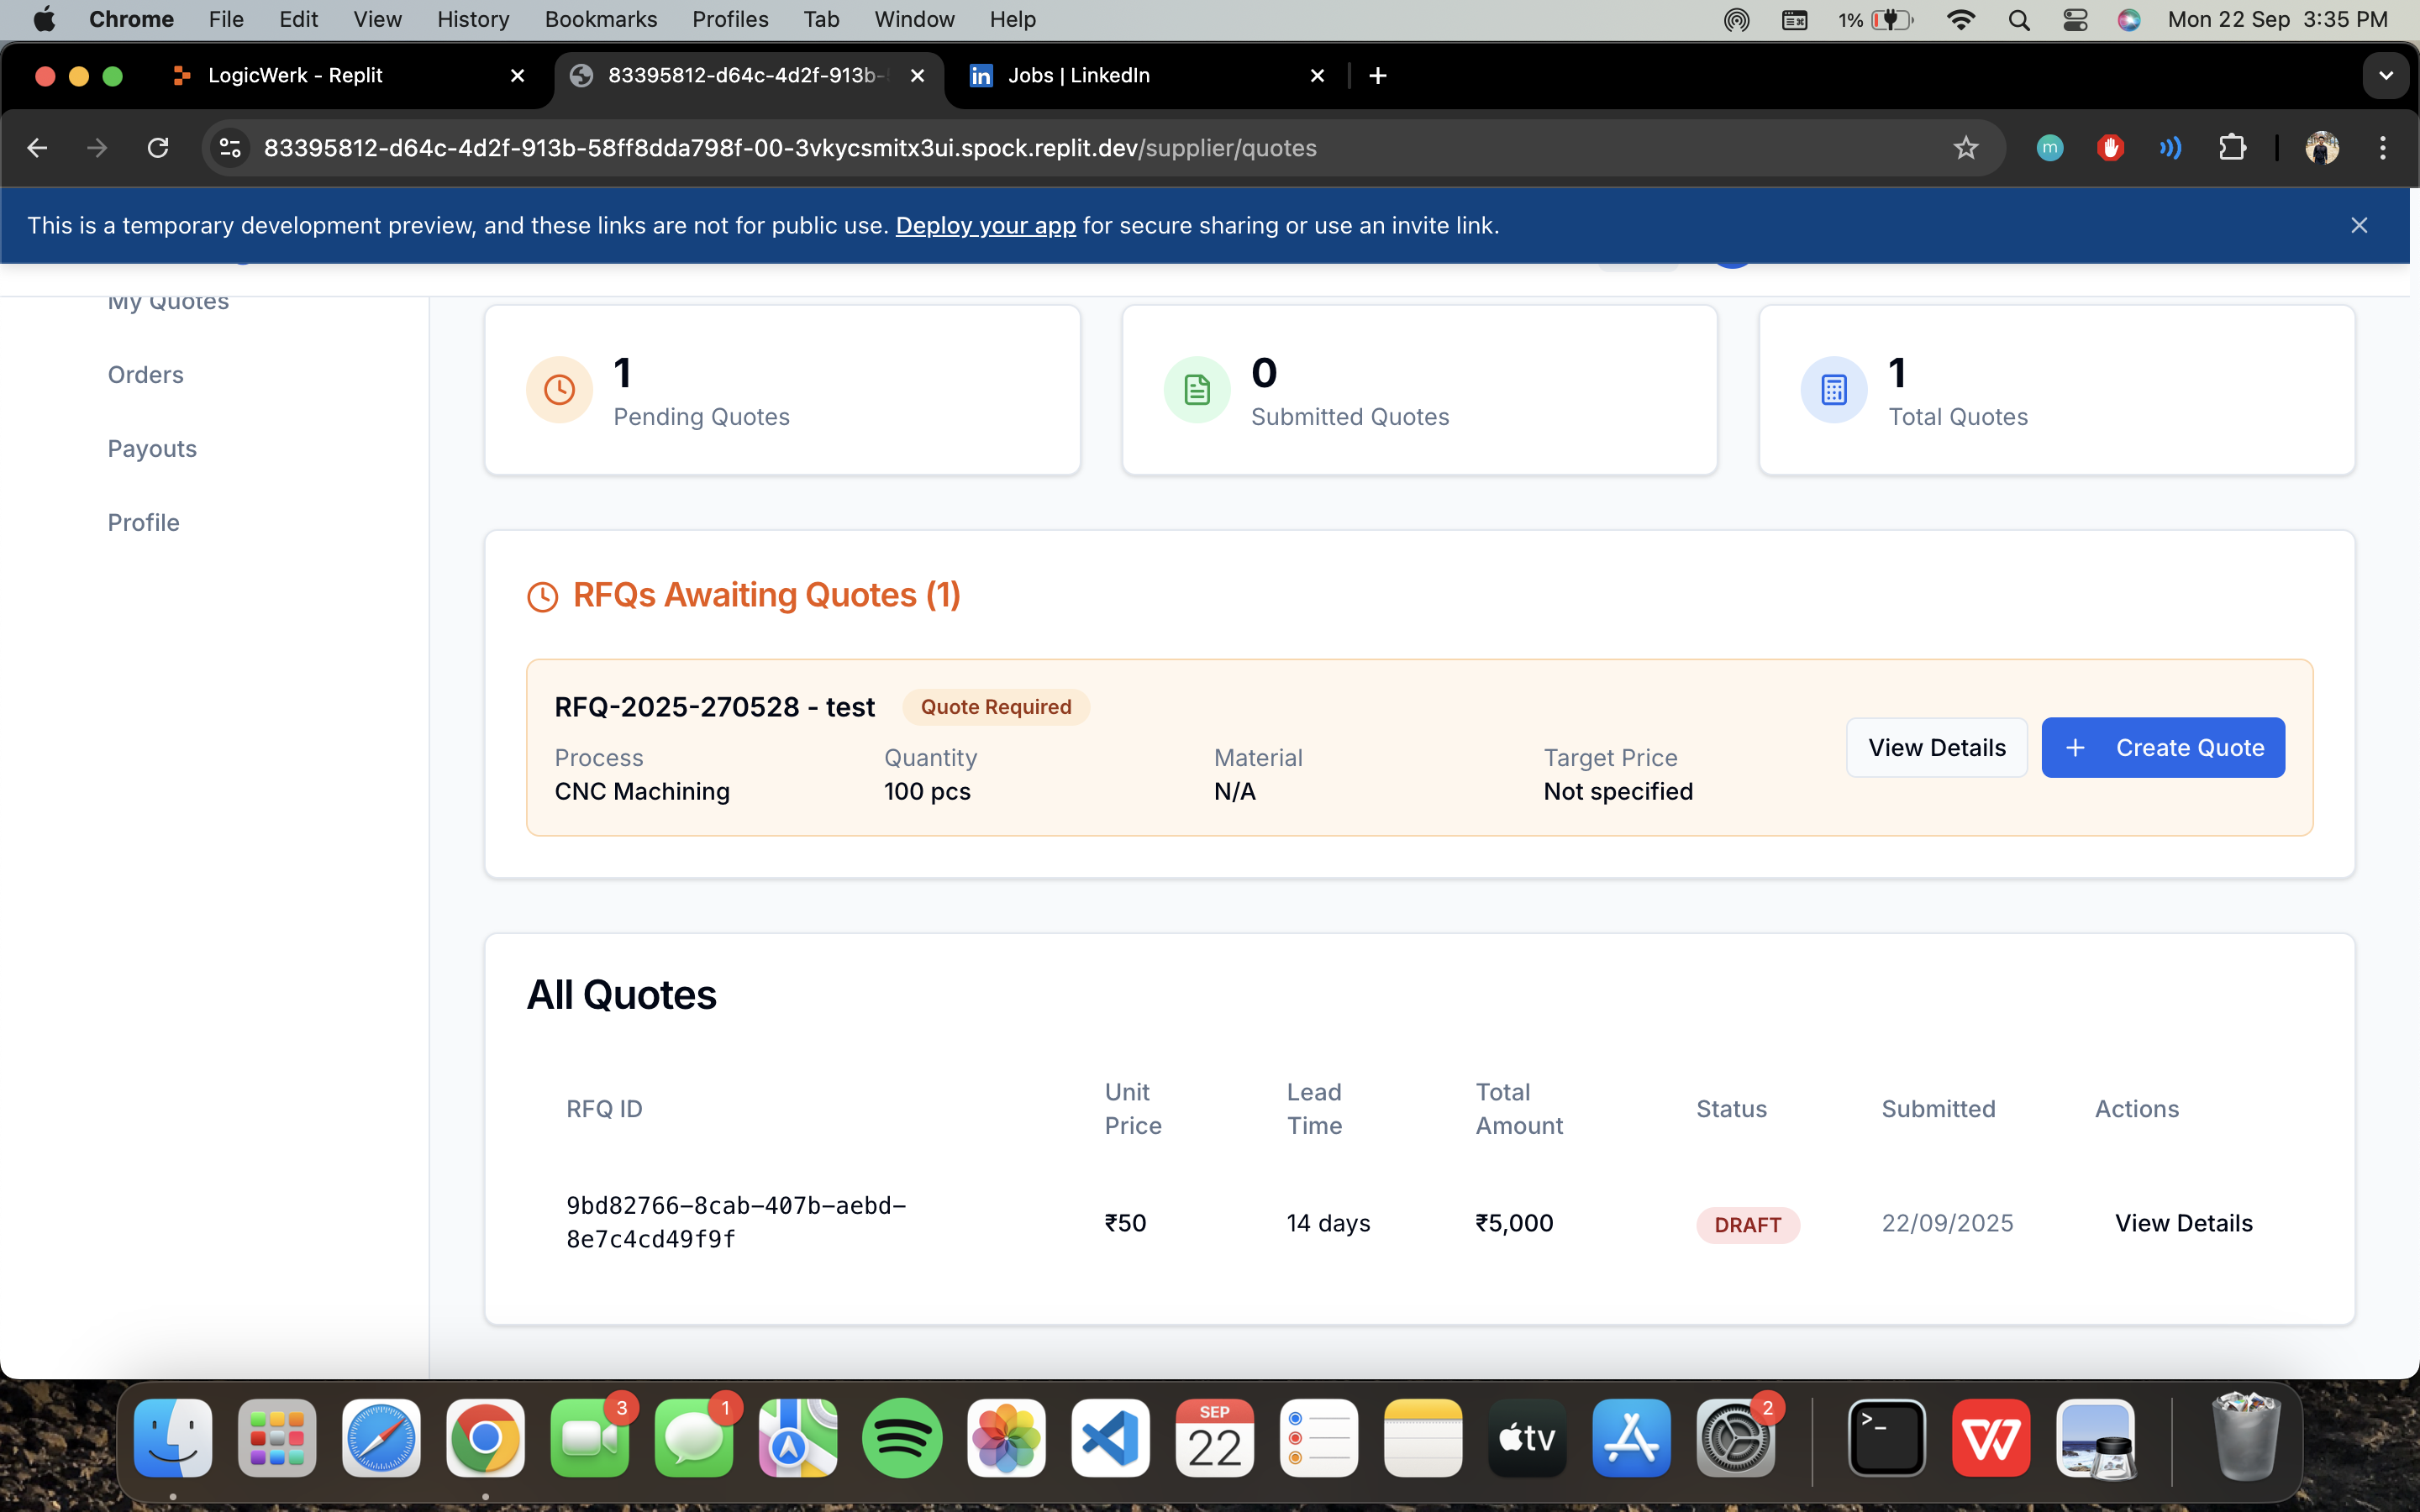 Chrome File Edit View History Bookmarks Profiles Tab Window Help 1% Mon 22 Sep 3:35 PM
LogicWerk - Replit 83395812-d64c-4d2f-913b- Jobs | LinkedIn
83395812-d64c-4d2f-913b-58ff8dda798f-00-3vkycsmitx3ui.spock.replit.dev/supplier/quotes m
This is a temporary development preview, and these links are not for public use. Deploy your app for secure sharing or use an invite link.
My Quotes
Orders
Payouts
Profile
1
Pending Quotes
0
Submitted Quotes
1
Total Quotes
RFQs Awaiting Quotes (1)
RFQ-2025-270528 - test Quote Required
Process Quantity Material Target Price
CNC Machining 100 pcs N/A Not specified
View Details + Create Quote
All Quotes
RFQ ID Unit Price Lead Time Total Amount Status Submitted Actions
9bd82766-8cab-407b-aebd-
8e7c4cd49f9f
₹50 14 days ₹5,000 DRAFT 22/09/2025 View Details
3 1 SEP 22 tv 2 >_ W